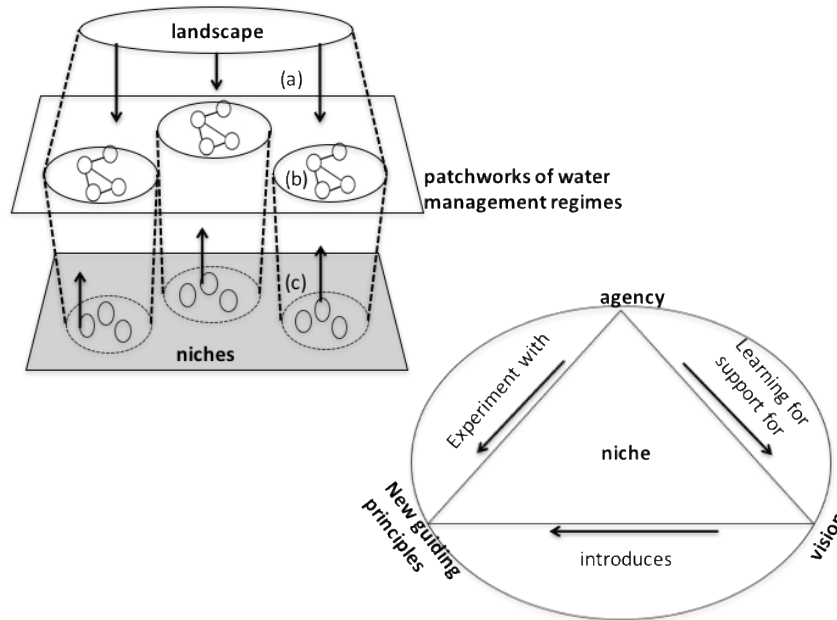 landscape
(a)
(b)
patchworks of water
management regimes
(c)
niches
agency
Experiment with
Learning for
support for
niche
New guiding
principles
vision
introduces